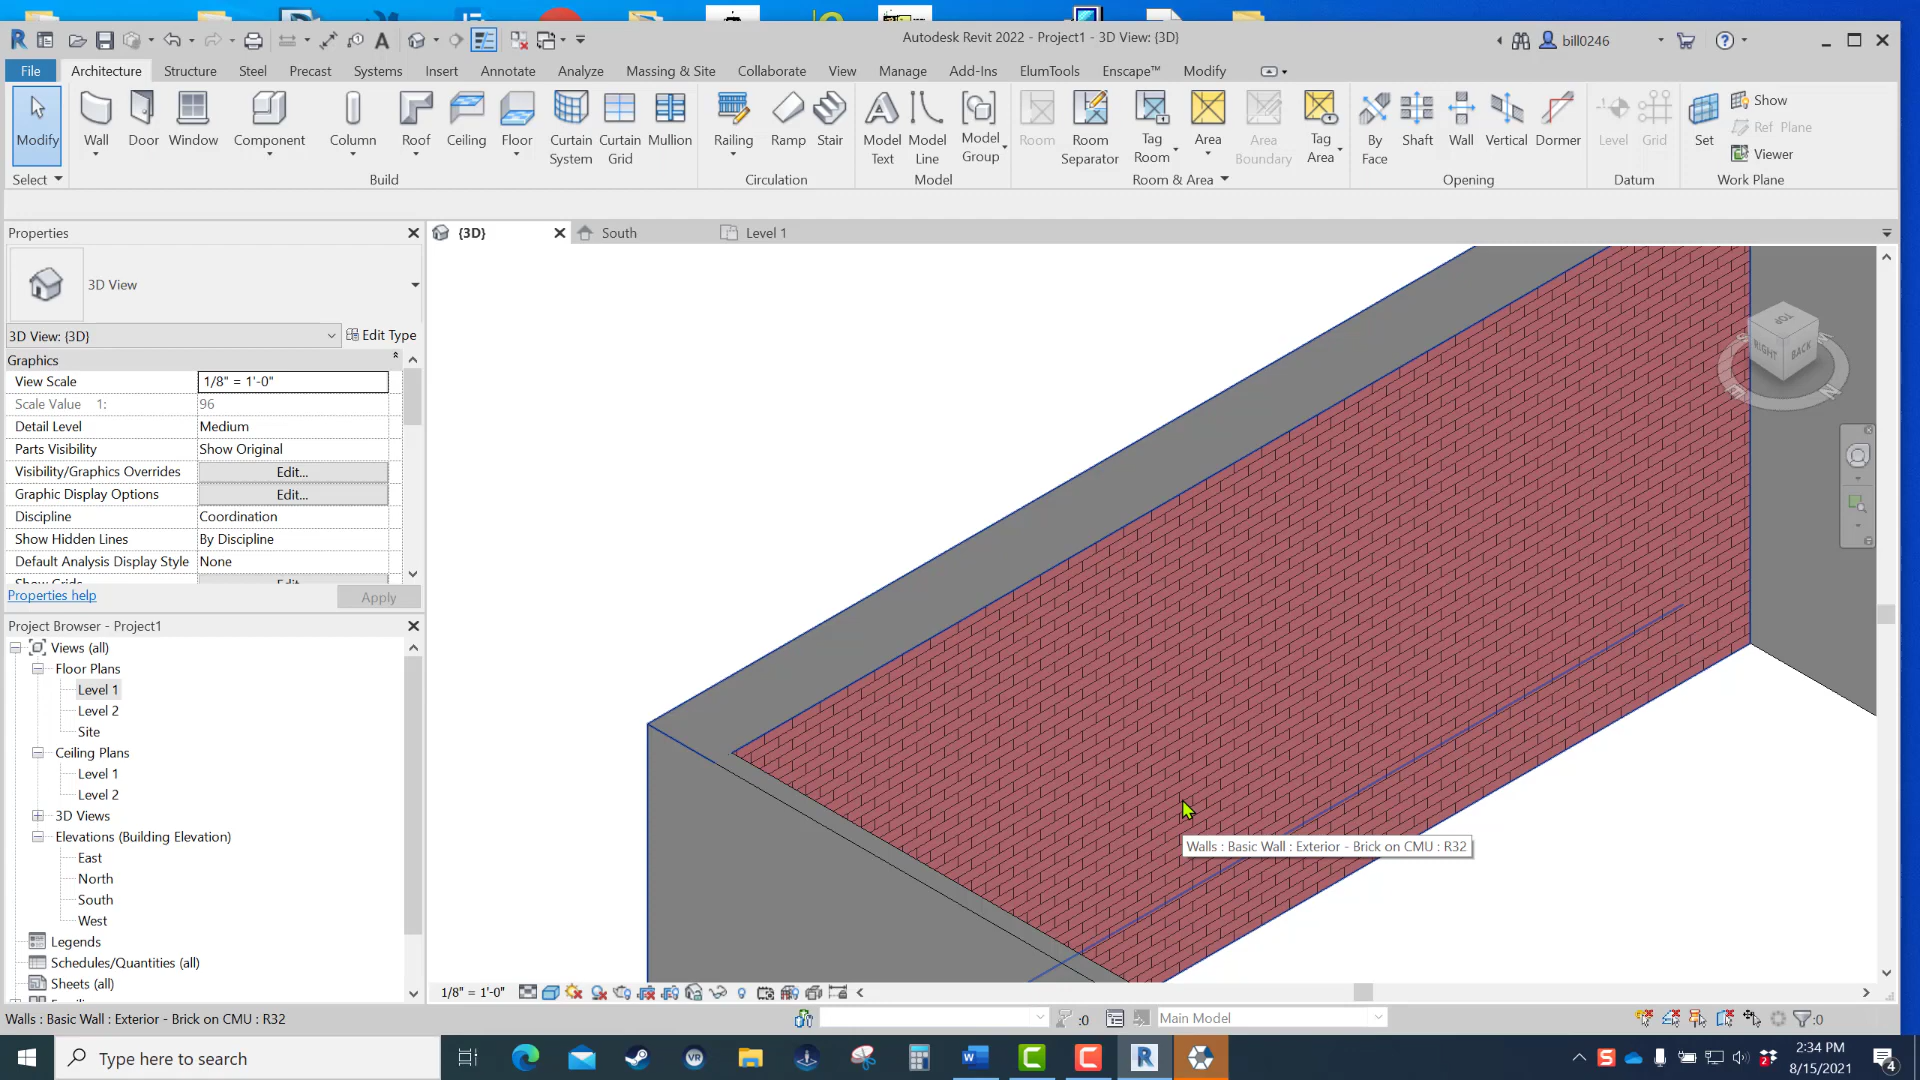 Autodesk Revit 2022 - Project1 - 3D View: {3D}
bill0246
File
Architecture
Structure
Steel
Precast
Systems
Insert
Annotate
Analyze
Massing & Site
Collaborate
View
Manage
Add-Ins
ElumTools
Enscape™
Modify
Modify
Wall
Door
Window
Component
Column
Roof
Ceiling
Floor
Curtain System
Curtain Grid
Mullion
Railing
Ramp
Stair
Model Text
Model Line
Model Group
Room
Room Separator
Tag Room
Area
Area Boundary
Tag Area
By Face
Shaft
Wall
Vertical
Dormer
Level
Grid
Set
Show
Ref Plane
Viewer
Select
Build
Circulation
Model
Room & Area
Opening
Datum
Work Plane
Properties
3D View
3D View: {3D}
Edit Type
Graphics
View Scale 1/8" = 1'-0"
Scale Value 1: 96
Detail Level Medium
Parts Visibility Show Original
Visibility/Graphics Overrides Edit...
Graphic Display Options Edit...
Discipline Coordination
Show Hidden Lines By Discipline
Default Analysis Display Style None
Show Grids Edit...
Properties help
Apply
Project Browser - Project1
Views (all)
Floor Plans
Level 1
Level 2
Site
Ceiling Plans
Level 1
Level 2
3D Views
Elevations (Building Elevation)
East
North
South
West
Legends
Schedules/Quantities (all)
Sheets (all)
{3D}
South
Level 1
TOP
RIGHT
BACK
Walls : Basic Wall : Exterior - Brick on CMU : R32
1/8" = 1'-0"
Walls : Basic Wall : Exterior - Brick on CMU : R32
:0
Main Model
:0
Type here to search
2:34 PM
8/15/2021
4